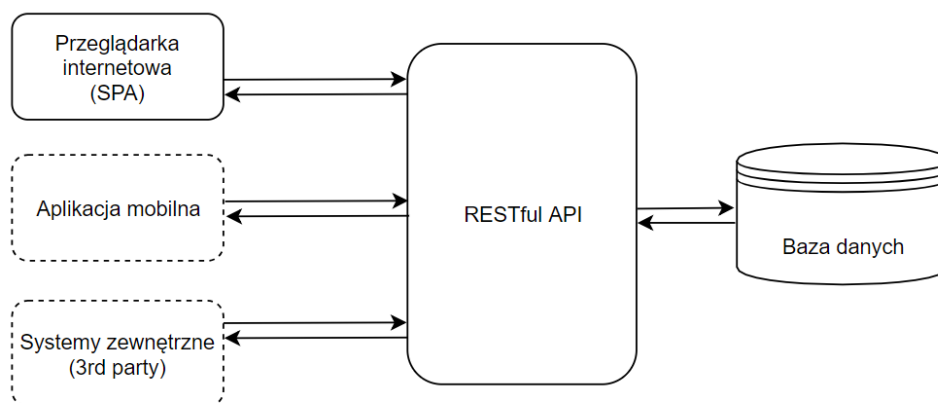 Przeglądarka
internetowa
(SPA)
Aplikacja mobilna
Systemy zewnętrzne
(3rd party)
RESTful API
Baza danych